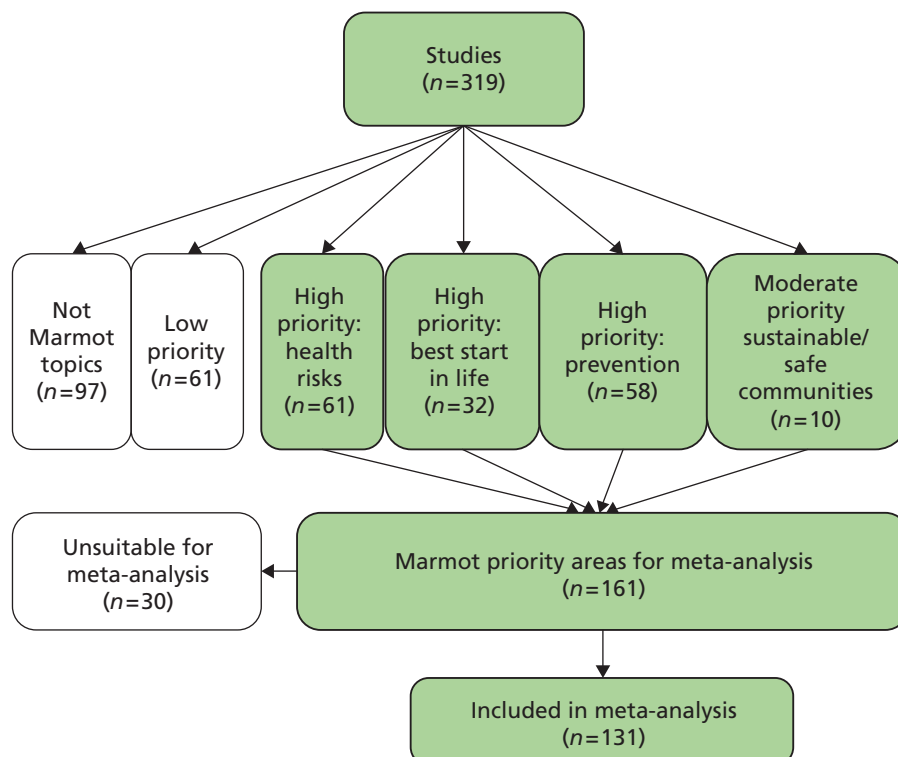 Studies
(n=319)
Not
Marmot
topics
(n=97)
Low
priority
(n=61)
High
priority:
health
risks
(n=61)
High
priority:
best start
in life
(n=32)
High
priority:
prevention
(n=58)
Moderate
priority
sustainable/
safe
communities
(n=10)
Unsuitable for
meta-analysis
(n=30)
Marmot priority areas for meta-analysis
(n=161)
Included in meta-analysis
(n=131)